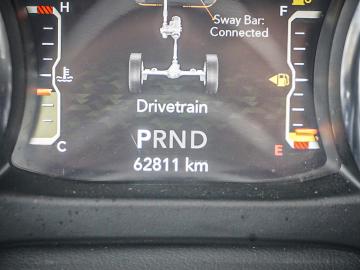 H
F
Sway Bar:
Connected
Drivetrain
PRND
C
E
62811 km